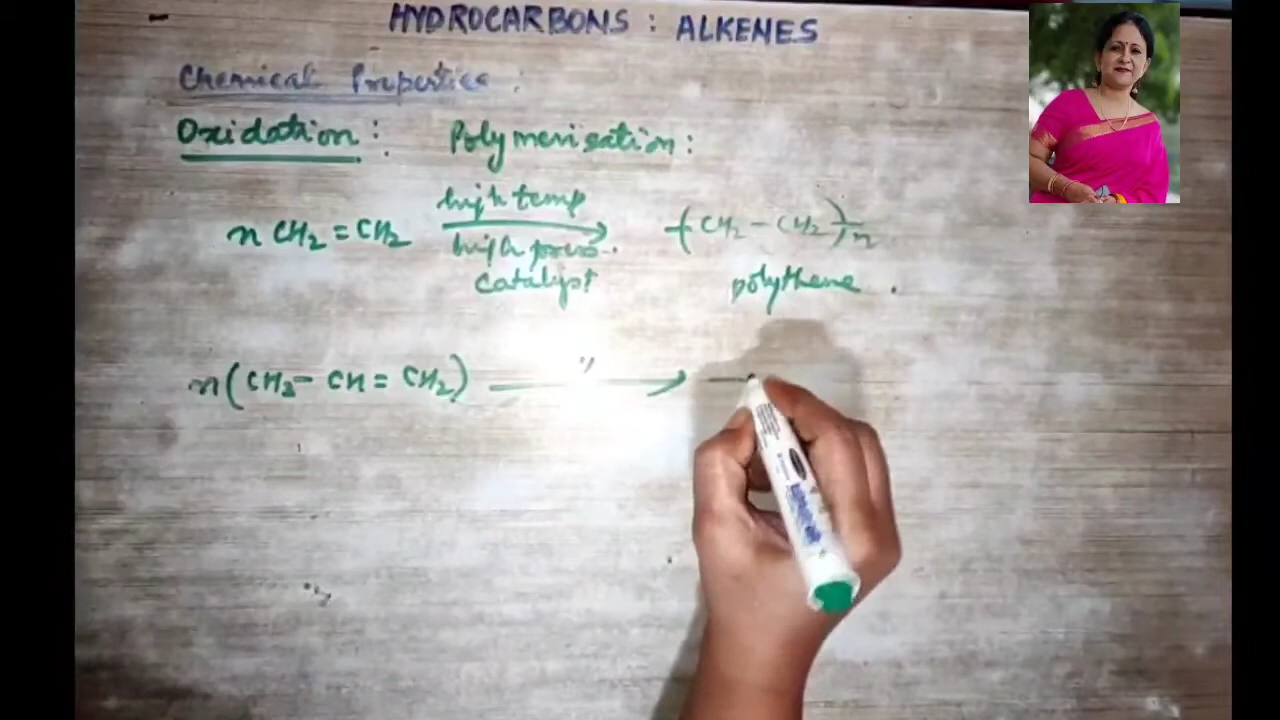 HYDROCARBONS : ALKENES
Chemical Properties :
Oxidation : Polymerisation :
n CH₂ = CH₂ high temp high press. catalyst (CH₂ - CH₂)n
polythene .
n(CH₃ - CH = CH₂) "